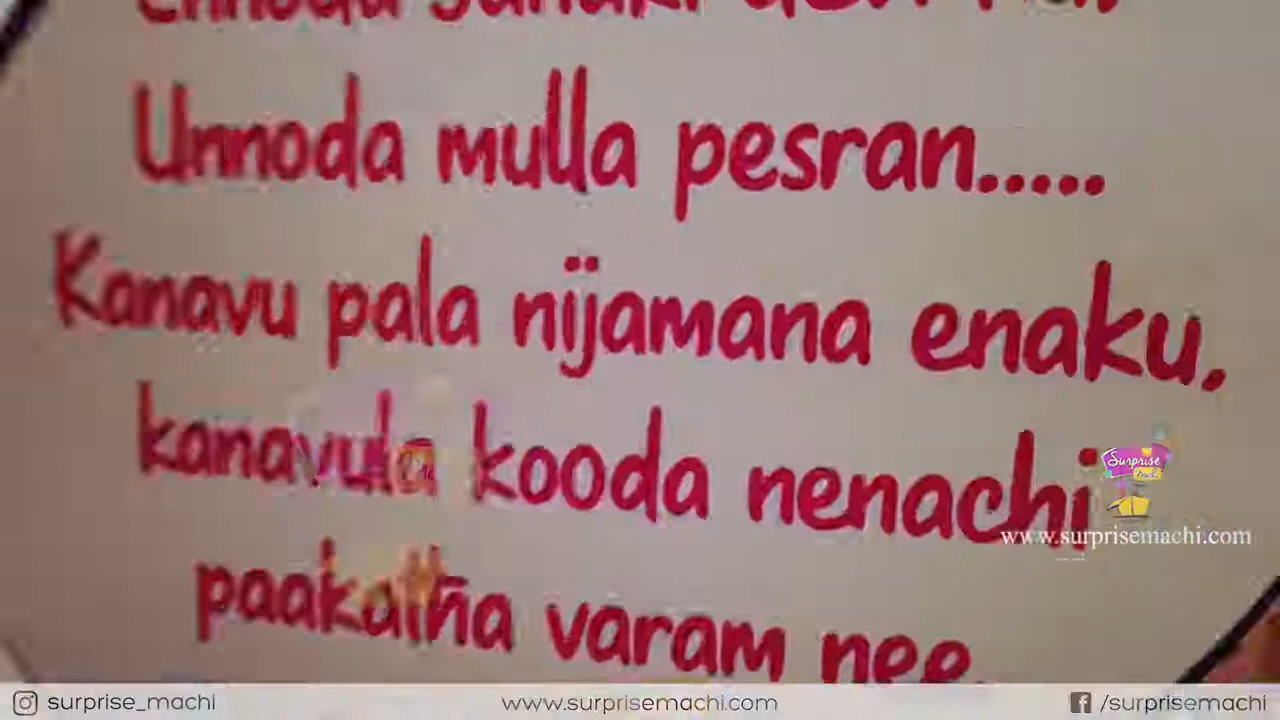 Unnoda mulla pesran.....
Kanavu pala nijamana enaku,
kanavula kooda nenachi
paakatha varam nee.
Surprise
www.surprisemachi.com
surprise_machi
www.surprisemachi.com
/surprisemachi